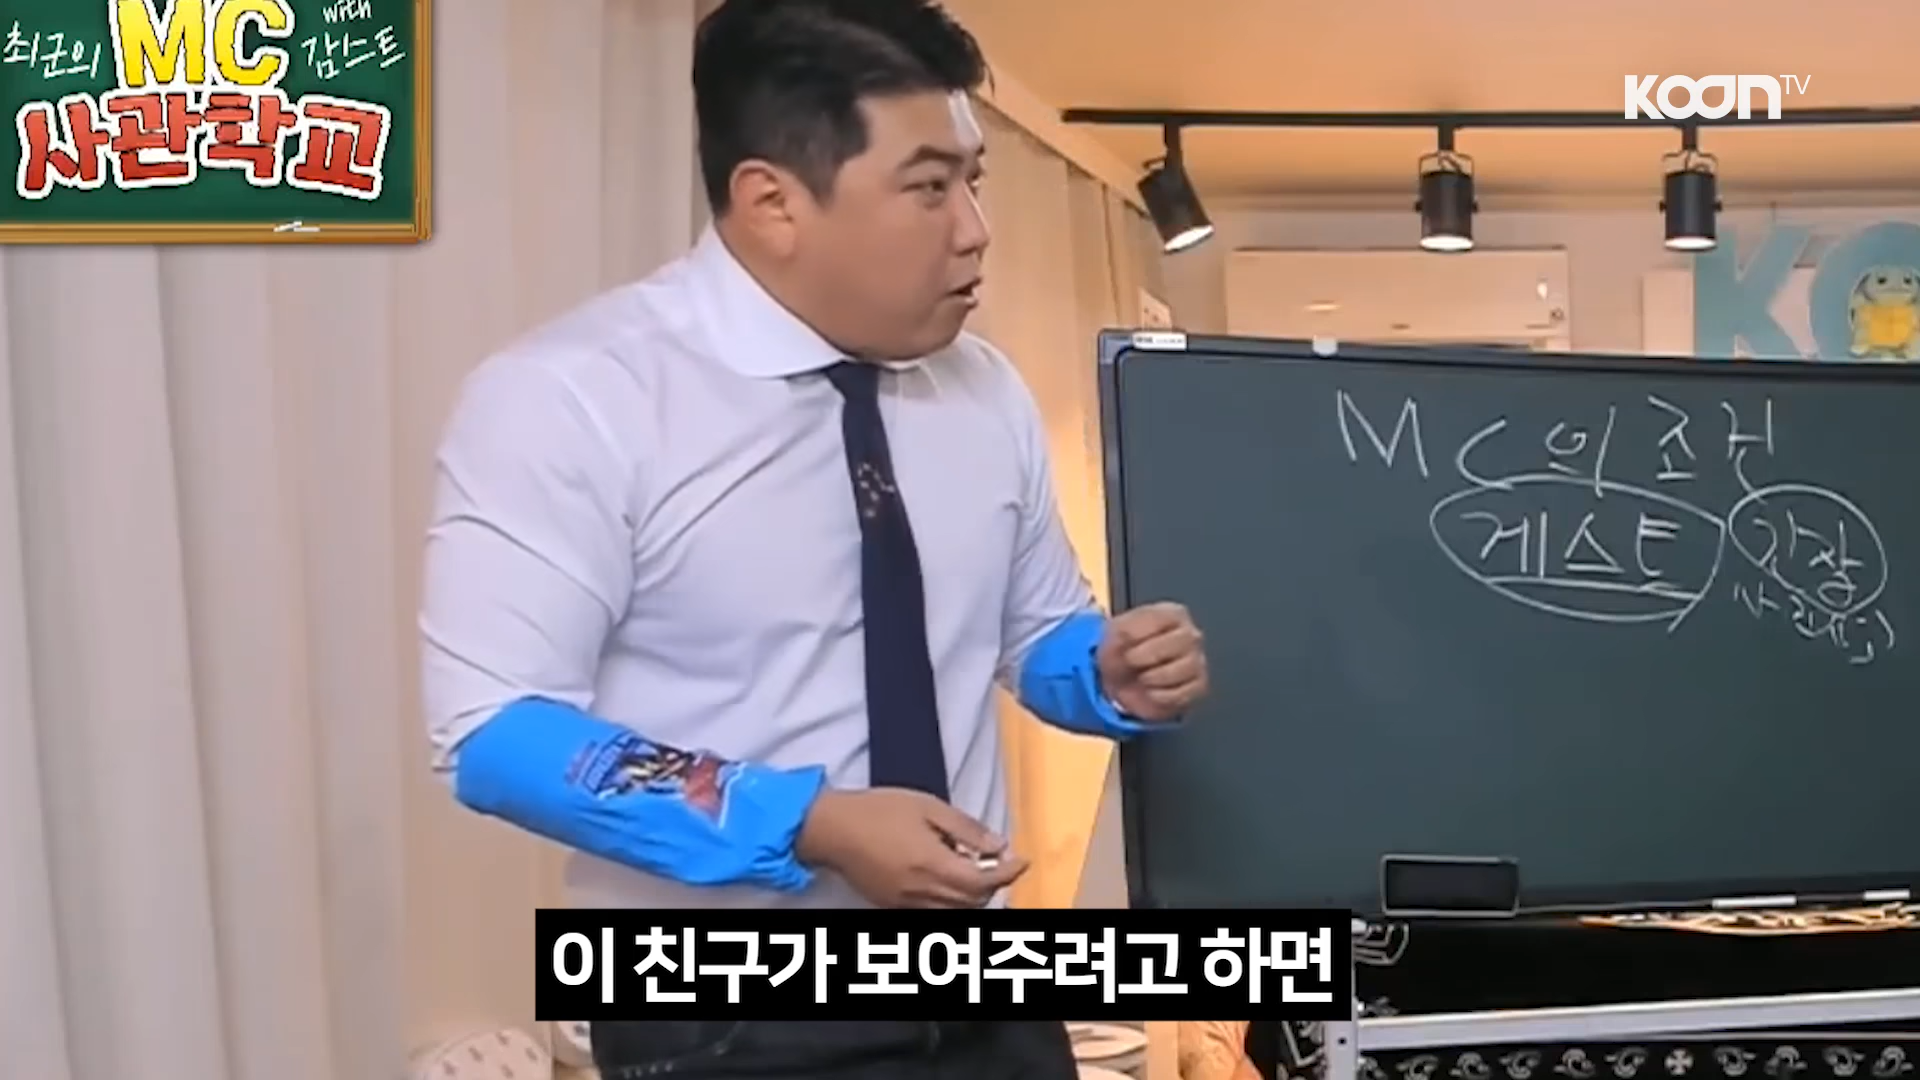 최군의 MC with 감스트
사관학교
KOON TV
KO
MC의 조건
게스트 긴장
이 친구가 보여주려고 하면